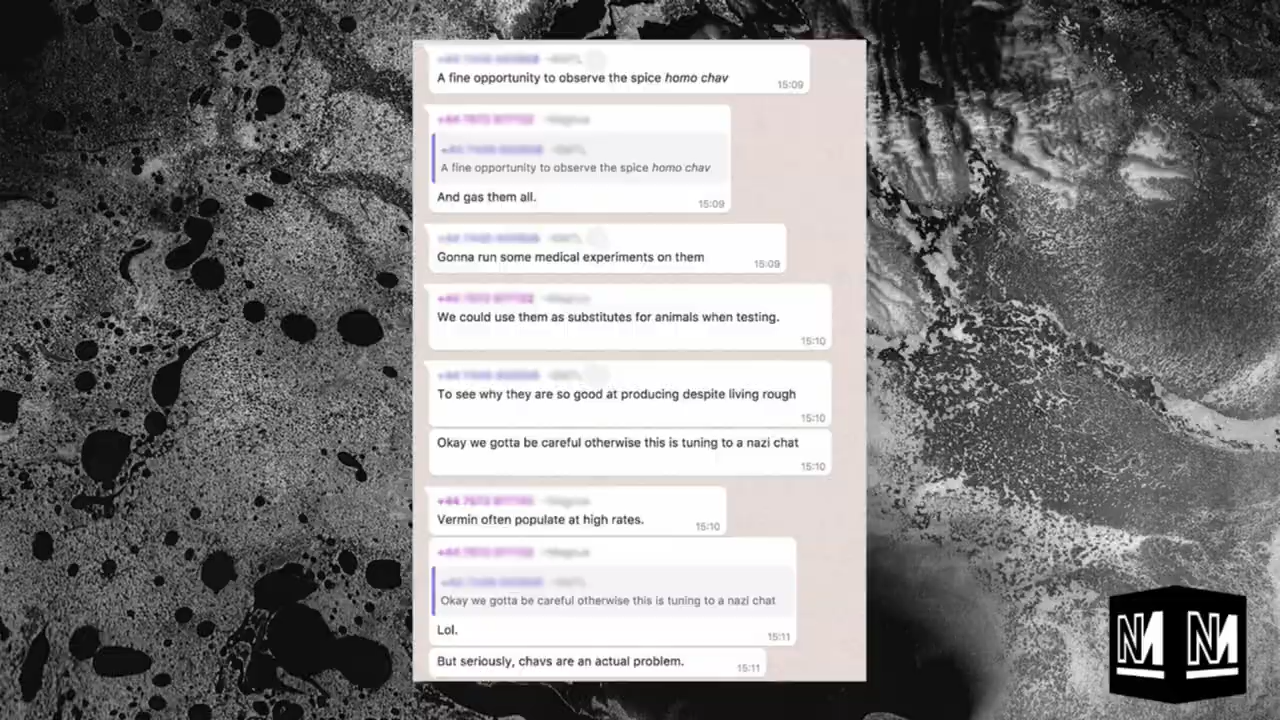 A fine opportunity to observe the spice homo chav
15:09
A fine opportunity to observe the spice homo chav
And gas them all.
15:09
Gonna run some medical experiments on them
15:09
We could use them as substitutes for animals when testing.
15:10
To see why they are so good at producing despite living rough
15:10
Okay we gotta be careful otherwise this is tuning to a nazi chat
15:10
Vermin often populate at high rates.
15:10
Okay we gotta be careful otherwise this is tuning to a nazi chat
Lol.
15:11
But seriously, chavs are an actual problem.
15:11
NM NM